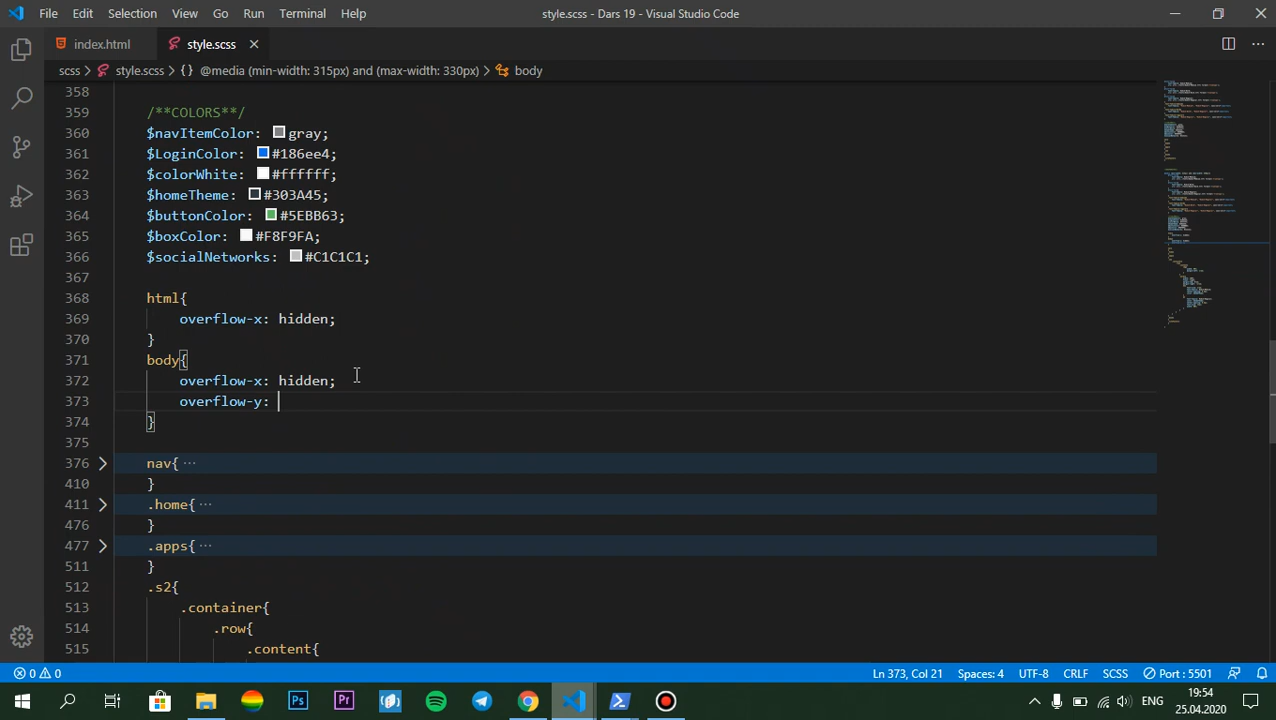 File Edit Selection View Go Run Terminal Help style.scss - Dars 19 - Visual Studio Code
index.html style.scss
scss > style.scss > {} @media (min-width: 315px) and (max-width: 330px) > body
358
359 /**COLORS**/
360 $navItemColor: gray;
361 $LoginColor: #186ee4;
362 $colorWhite: #ffffff;
363 $homeTheme: #303A45;
364 $buttonColor: #5EBB63;
365 $boxColor: #F8F9FA;
366 $socialNetworks: #C1C1C1;
367
368 html{
369 overflow-x: hidden;
370 }
371 body{
372 overflow-x: hidden;
373 overflow-y:
374 }
375
376 nav{ ...
410 }
411 .home{ ...
476 }
477 .apps{ ...
511 }
512 .s2{
513 .container{
514 .row{
515 .content{
0 0 Ln 373, Col 21 Spaces: 4 UTF-8 CRLF SCSS Port : 5501
Ps Pr ENG 19:54
25.04.2020